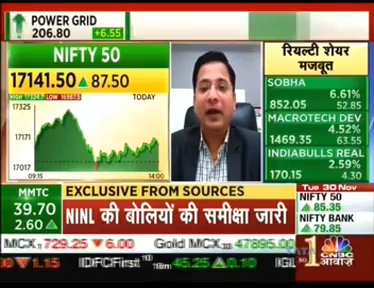 POWER GRID
206.80 +6.55
NIFTY 50
17141.50 87.50
TODAY
17325
17171
17017
09:15 14:00
रियल्टी शेयर
मजबूत
SOBHA
6.61%
852.05 52.85
MACROTECH DEV
4.52%
1469.35 63.55
INDIABULLS REAL
2.59%
170.15 4.30
MMTC
39.70
2.60
EXCLUSIVE FROM SOURCES
NINL की बोलियों की समीक्षा जारी
Tue 30 Nov
NIFTY 50
85.35
NIFTY BANK
79.85
MCX 729.25 6.00 Gold MCX 47895.00
1.15 IDFCFirst 45.25 0.10
1
CNBC
आवाज़